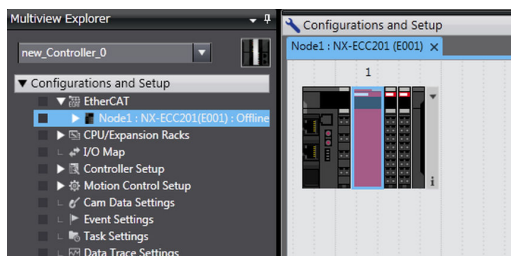 Multiview Explorer
new_Controller_0
Configurations and Setup
EtherCAT
Node1 : NX-ECC201(E001) : Offline
CPU/Expansion Racks
I/O Map
Controller Setup
Motion Control Setup
Cam Data Settings
Event Settings
Task Settings
Data Trace Settings
Configurations and Setup
Node1 : NX-ECC201 (E001)
1